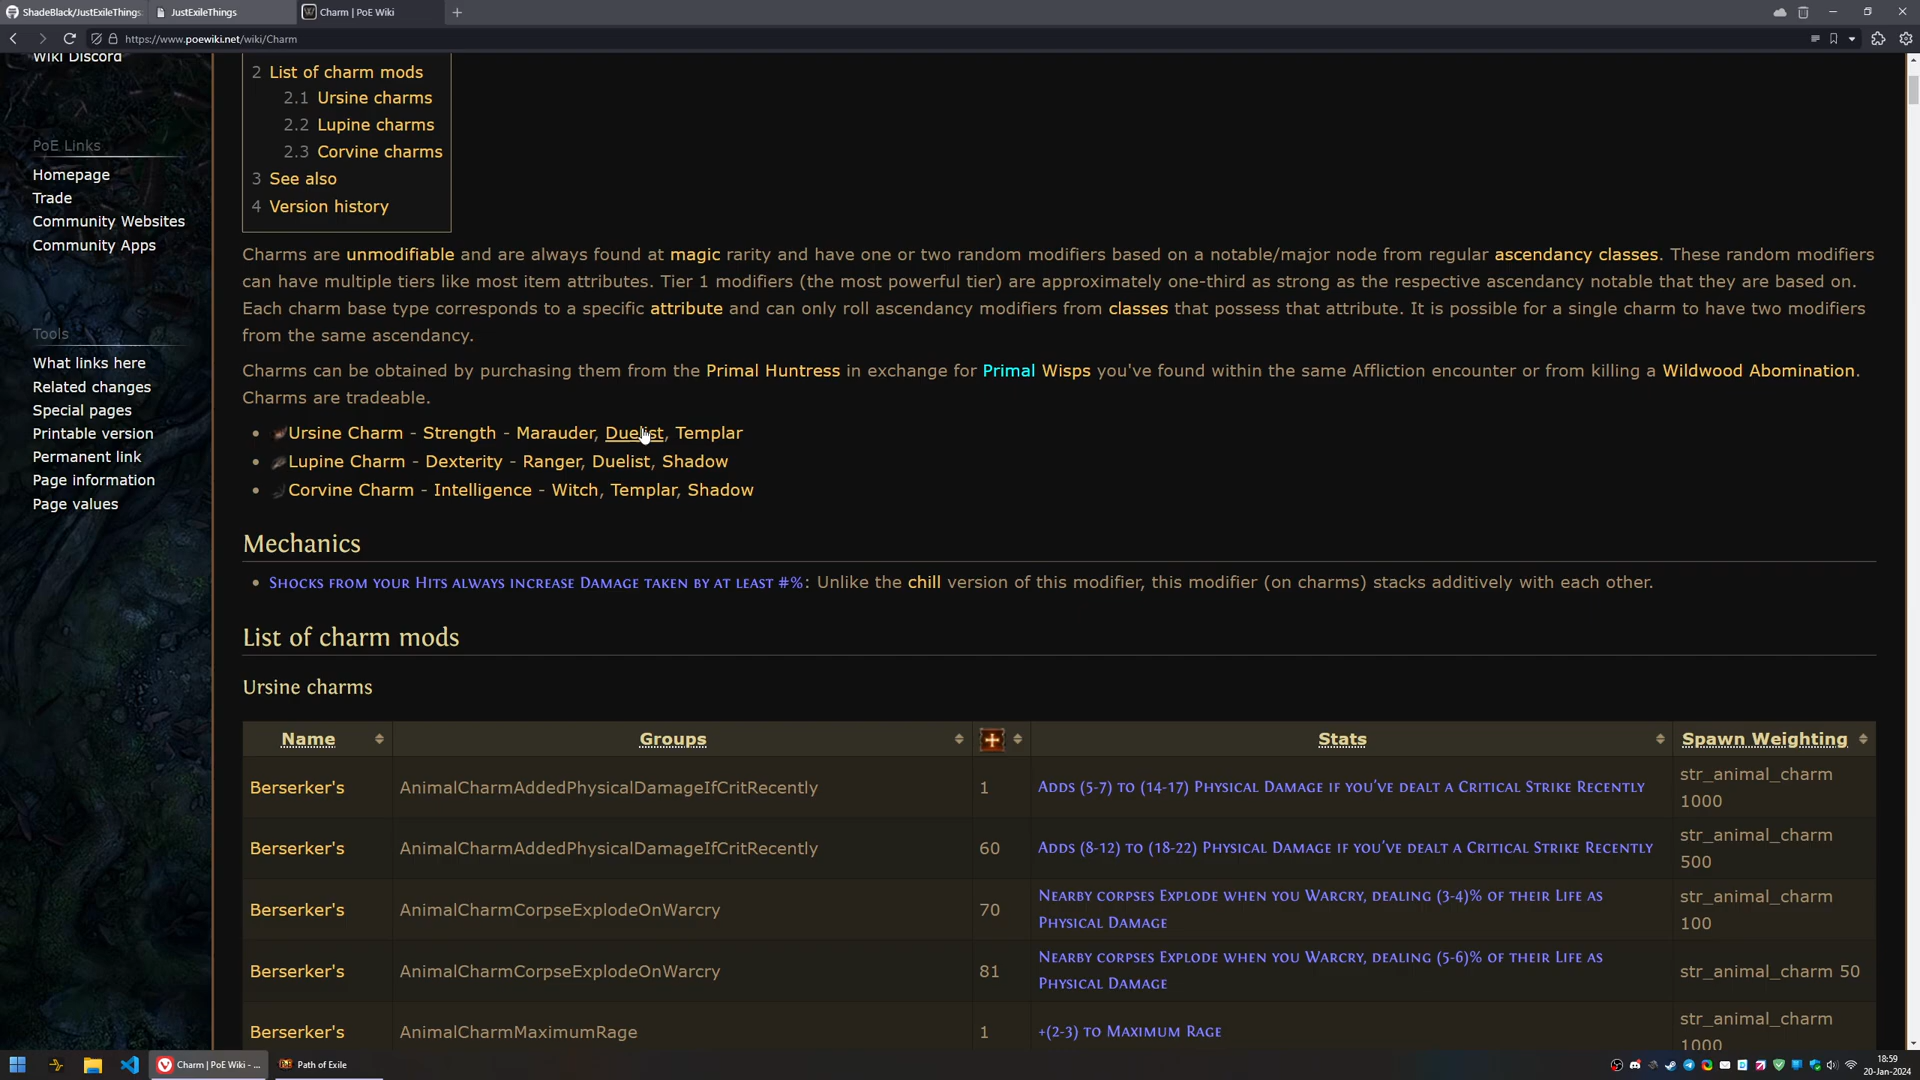 ShadeBlack/JustExileThings
JustExileThings
Charm | PoE Wiki
https://www.poewiki.net/wiki/Charm
Wiki Discord
PoE Links
Homepage
Trade
Community Websites
Community Apps
Tools
What links here
Related changes
Special pages
Printable version
Permanent link
Page information
Page values
2 List of charm mods
2.1 Ursine charms
2.2 Lupine charms
2.3 Corvine charms
3 See also
4 Version history
Charms are unmodifiable and are always found at magic rarity and have one or two random modifiers based on a notable/major node from regular ascendancy classes. These random modifiers
can have multiple tiers like most item attributes. Tier 1 modifiers (the most powerful tier) are approximately one-third as strong as the respective ascendancy notable that they are based on.
Each charm base type corresponds to a specific attribute and can only roll ascendancy modifiers from classes that possess that attribute. It is possible for a single charm to have two modifiers
from the same ascendancy.
Charms can be obtained by purchasing them from the Primal Huntress in exchange for Primal Wisps you've found within the same Affliction encounter or from killing a Wildwood Abomination.
Charms are tradeable.
• Ursine Charm - Strength - Marauder, Duelist, Templar
• Lupine Charm - Dexterity - Ranger, Duelist, Shadow
• Corvine Charm - Intelligence - Witch, Templar, Shadow
Mechanics
• Shocks from your Hits always increase Damage taken by at least #%: Unlike the chill version of this modifier, this modifier (on charms) stacks additively with each other.
List of charm mods
Ursine charms
Name Groups Stats Spawn Weighting
Berserker's AnimalCharmAddedPhysicalDamageIfCritRecently 1 Adds (5-7) to (14-17) Physical Damage if you've dealt a Critical Strike Recently str_animal_charm
1000
Berserker's AnimalCharmAddedPhysicalDamageIfCritRecently 60 Adds (8-12) to (18-22) Physical Damage if you've dealt a Critical Strike Recently str_animal_charm
500
Berserker's AnimalCharmCorpseExplodeOnWarcry 70 Nearby corpses Explode when you Warcry, dealing (3-4)% of their Life as
Physical Damage str_animal_charm
100
Berserker's AnimalCharmCorpseExplodeOnWarcry 81 Nearby corpses Explode when you Warcry, dealing (5-6)% of their Life as
Physical Damage str_animal_charm 50
Berserker's AnimalCharmMaximumRage 1 +(2-3) to Maximum Rage str_animal_charm
1000
Charm | PoE Wiki - ...
Path of Exile
18:59
20-Jan-2024